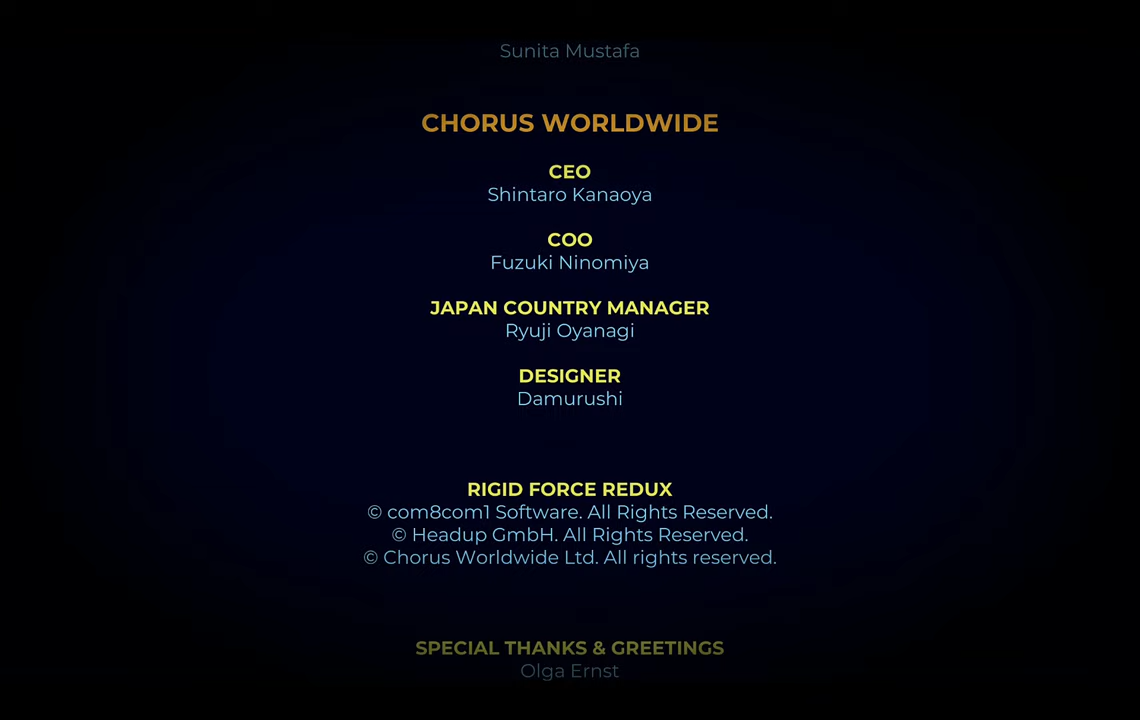 Sunita Mustafa
CHORUS WORLDWIDE
CEO
Shintaro Kanaoya
COO
Fuzuki Ninomiya
JAPAN COUNTRY MANAGER
Ryuji Oyanagi
DESIGNER
Damurushi
RIGID FORCE REDUX
© com8com1 Software. All Rights Reserved.
© Headup GmbH. All Rights Reserved.
© Chorus Worldwide Ltd. All rights reserved.
SPECIAL THANKS & GREETINGS
Olga Ernst